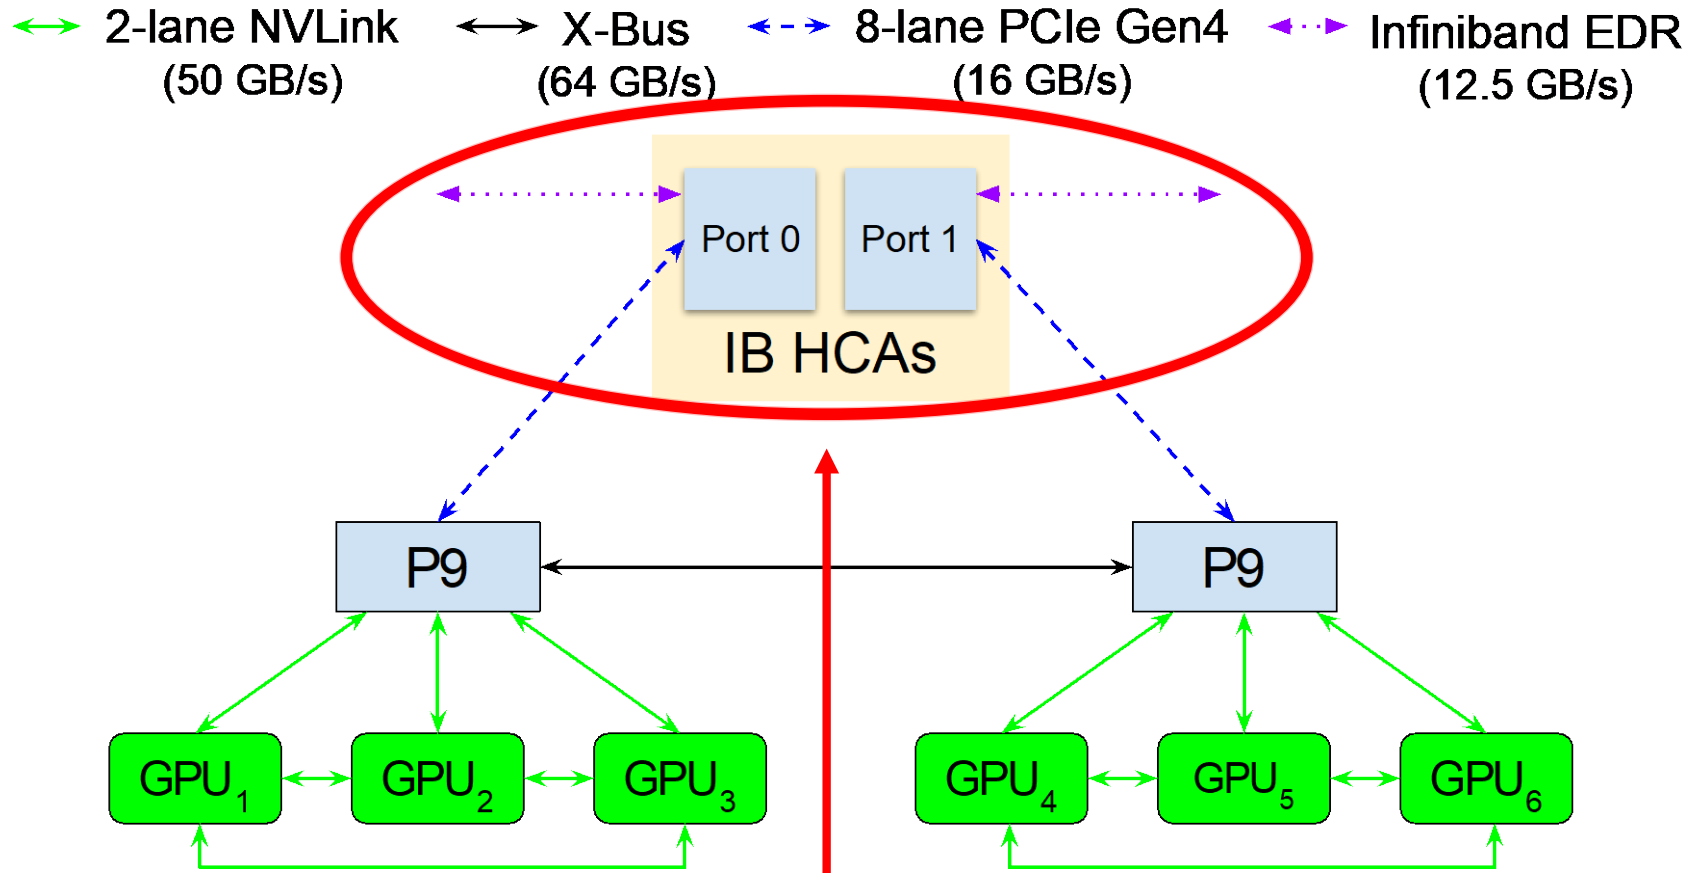 2-lane NVLink X-Bus 8-lane PCIe Gen4 Infiniband EDR
(50 GB/s) (64 GB/s) (16 GB/s) (12.5 GB/s)
Port 0 Port 1
IB HCAs
P9 P9
GPU1 GPU2 GPU3 GPU4 GPU5 GPU6